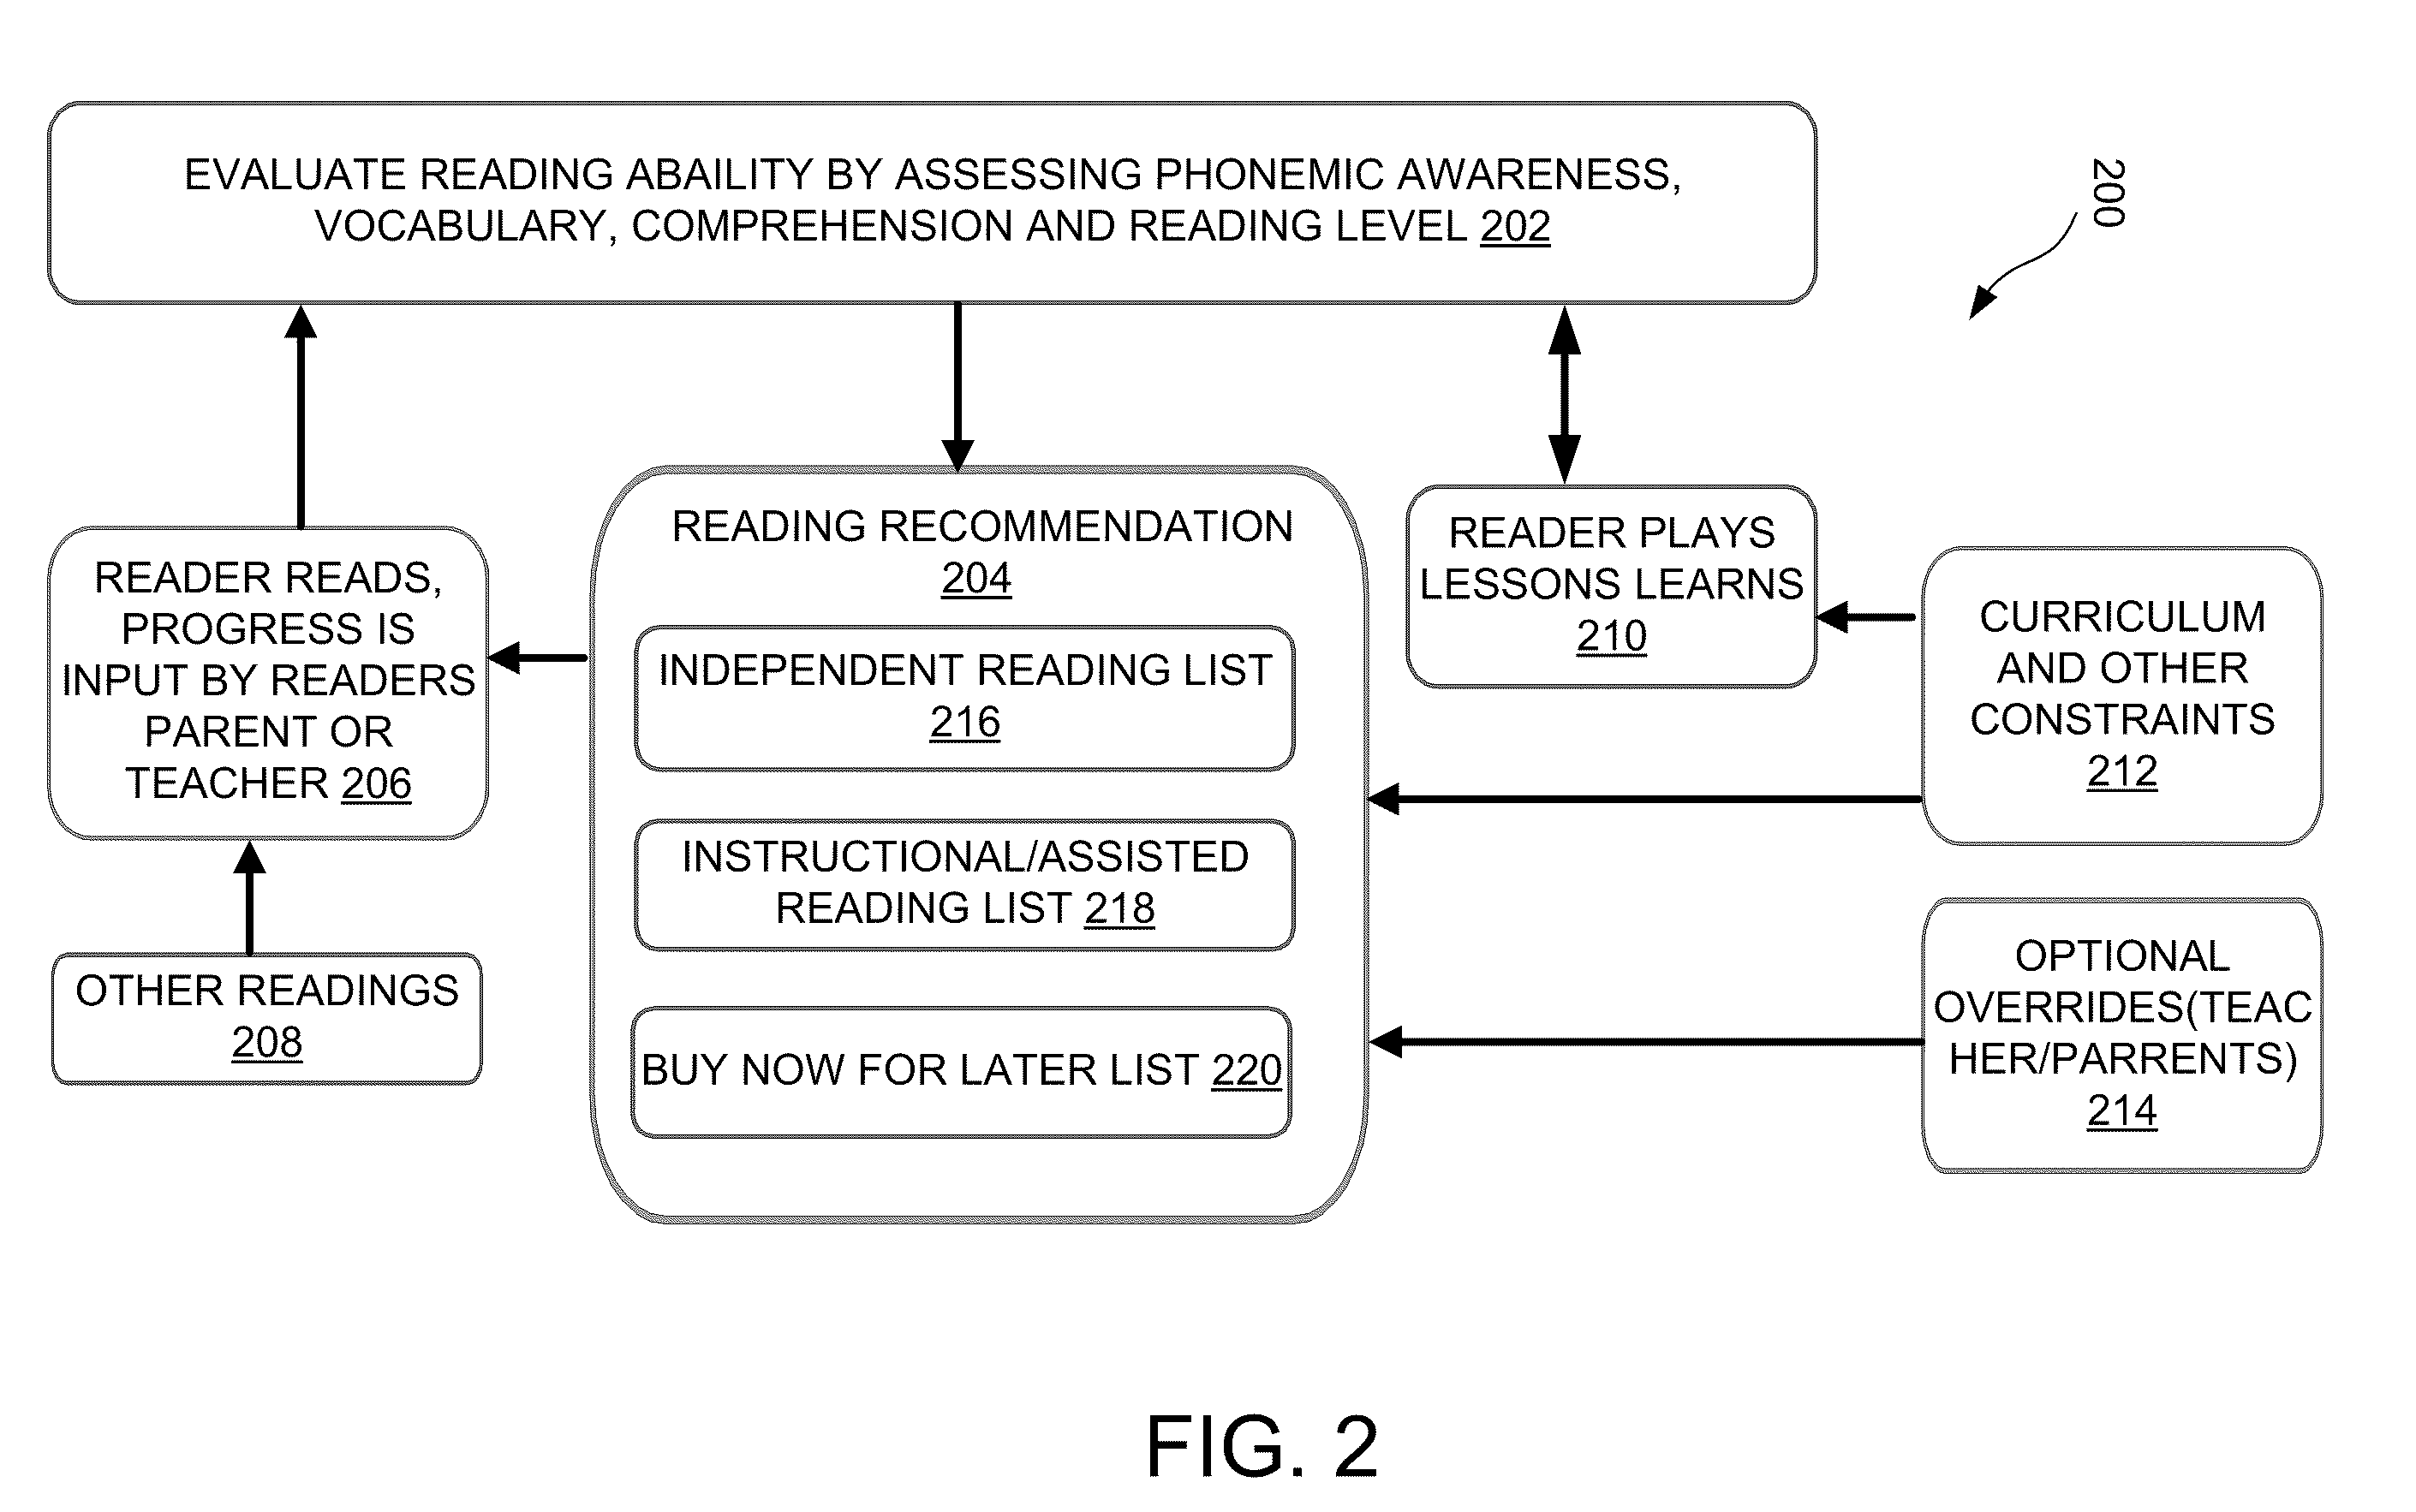 EVALUATE READING ABAILITY BY ASSESSING PHONEMIC AWARENESS,
VOCABULARY, COMPREHENSION AND READING LEVEL 202
200
READING RECOMMENDATION
204
INDEPENDENT READING LIST
216
INSTRUCTIONAL/ASSISTED
READING LIST 218
BUY NOW FOR LATER LIST 220
READER READS,
PROGRESS IS
INPUT BY READERS
PARENT OR
TEACHER 206
OTHER READINGS
208
READER PLAYS
LESSONS LEARNS
210
CURRICULUM
AND OTHER
CONSTRAINTS
212
OPTIONAL
OVERRIDES(TEAC
HER/PARRENTS)
214
FIG. 2